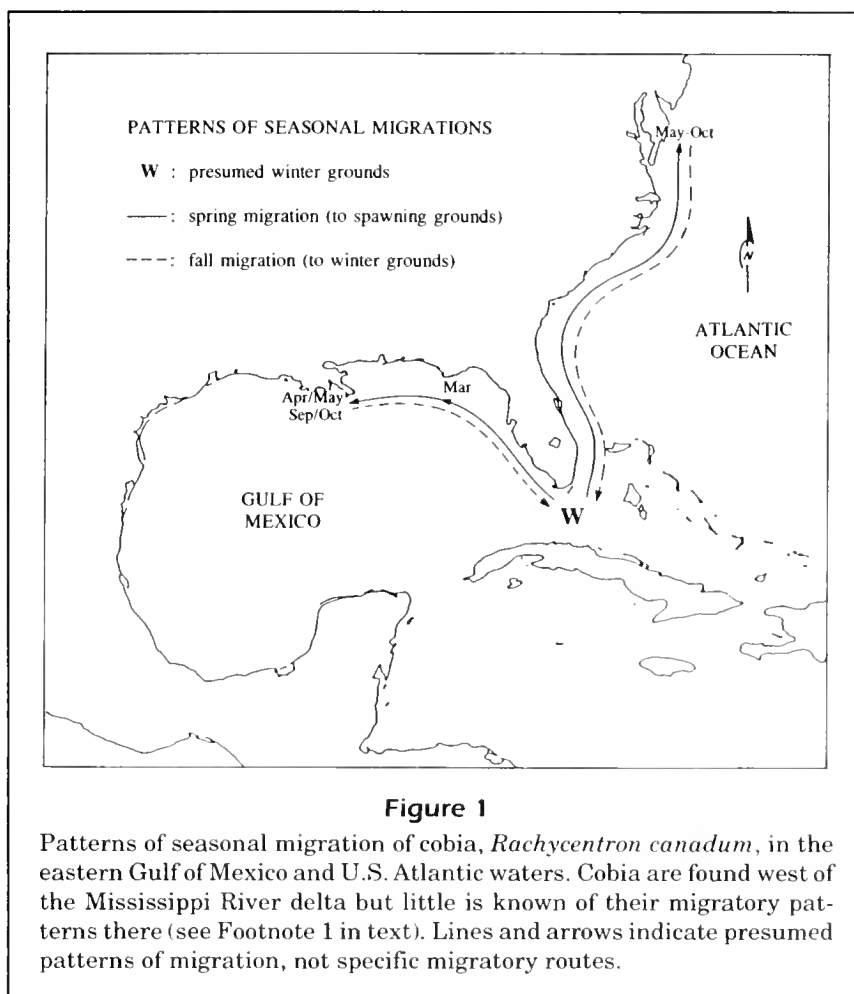 PATTERNS OF SEASONAL MIGRATIONS
W : presumed winter grounds
——: spring migration (to spawning grounds)
- - -: fall migration (to winter grounds)
May-Oct
N
ATLANTIC
OCEAN
Mar
Apr/May
Sep/Oct
GULF OF
MEXICO
W
Figure 1
Patterns of seasonal migration of cobia, Rachycentron canadum, in the
eastern Gulf of Mexico and U.S. Atlantic waters. Cobia are found west of
the Mississippi River delta but little is known of their migratory pat-
terns there (see Footnote 1 in text). Lines and arrows indicate presumed
patterns of migration, not specific migratory routes.